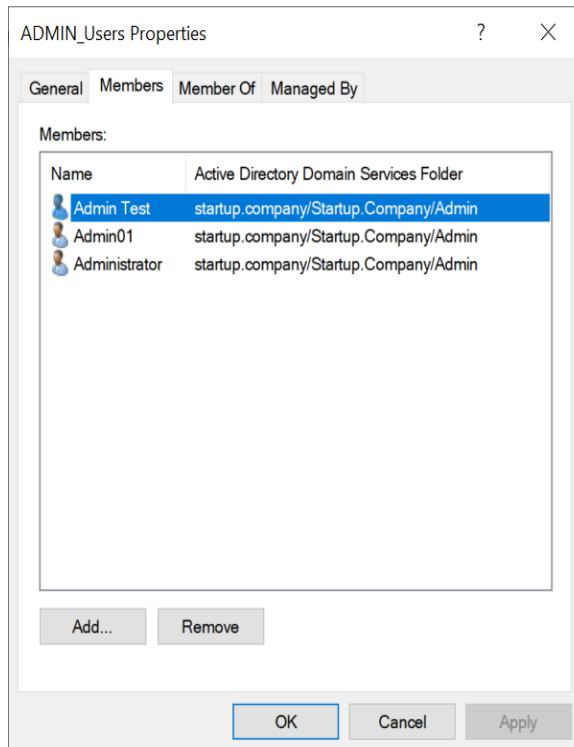 ADMIN_Users Properties ?
General Members Member Of Managed By
Members:
Name Active Directory Domain Services Folder
Admin Test startup.company/Startup.Company/Admin
Admin01 startup.company/Startup.Company/Admin
Administrator startup.company/Startup.Company/Admin
Add... Remove
OK Cancel Apply